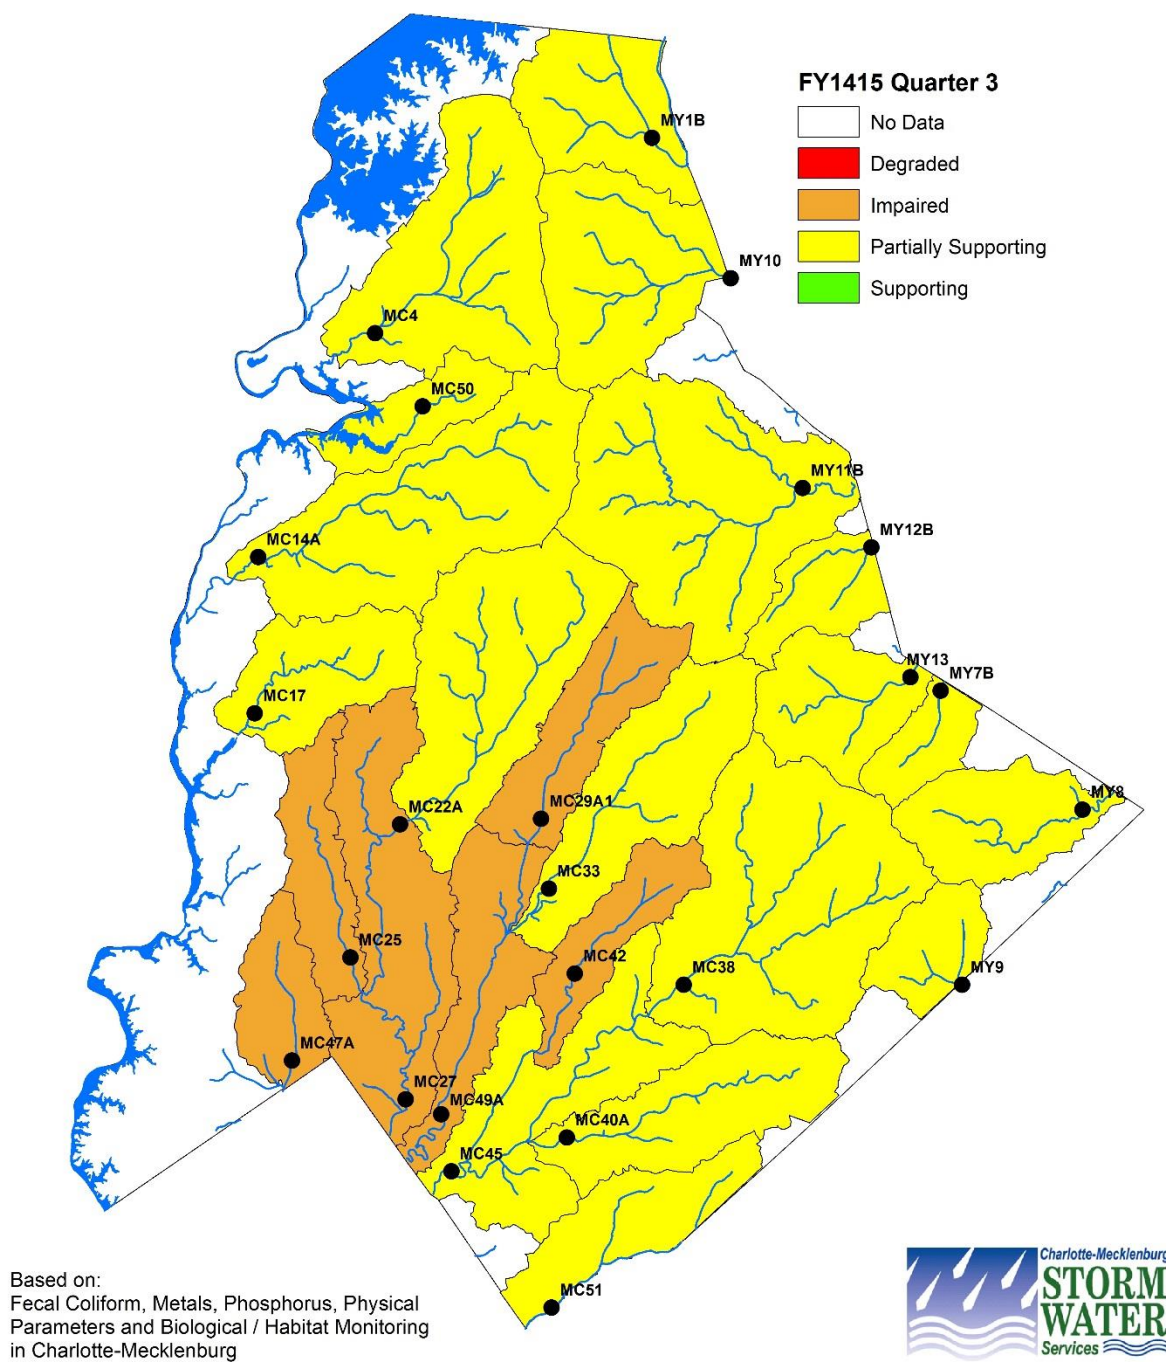 FY1415 Quarter 3
No Data
Degraded
Impaired
Partially Supporting
Supporting
MY1B
MY10
MC4
MC50
MY11B
MY12B
MC14A
MY13
MY7B
MC17
MY8
MC22A
MC29A1
MC33
MC25
MC42
MC38
MY9
MC47A
MC27
MC49A
MC40A
MC45
MC51
Based on:
Fecal Coliform, Metals, Phosphorus, Physical
Parameters and Biological / Habitat Monitoring
in Charlotte-Mecklenburg
Charlotte-Mecklenburg
STORM
WATER
Services